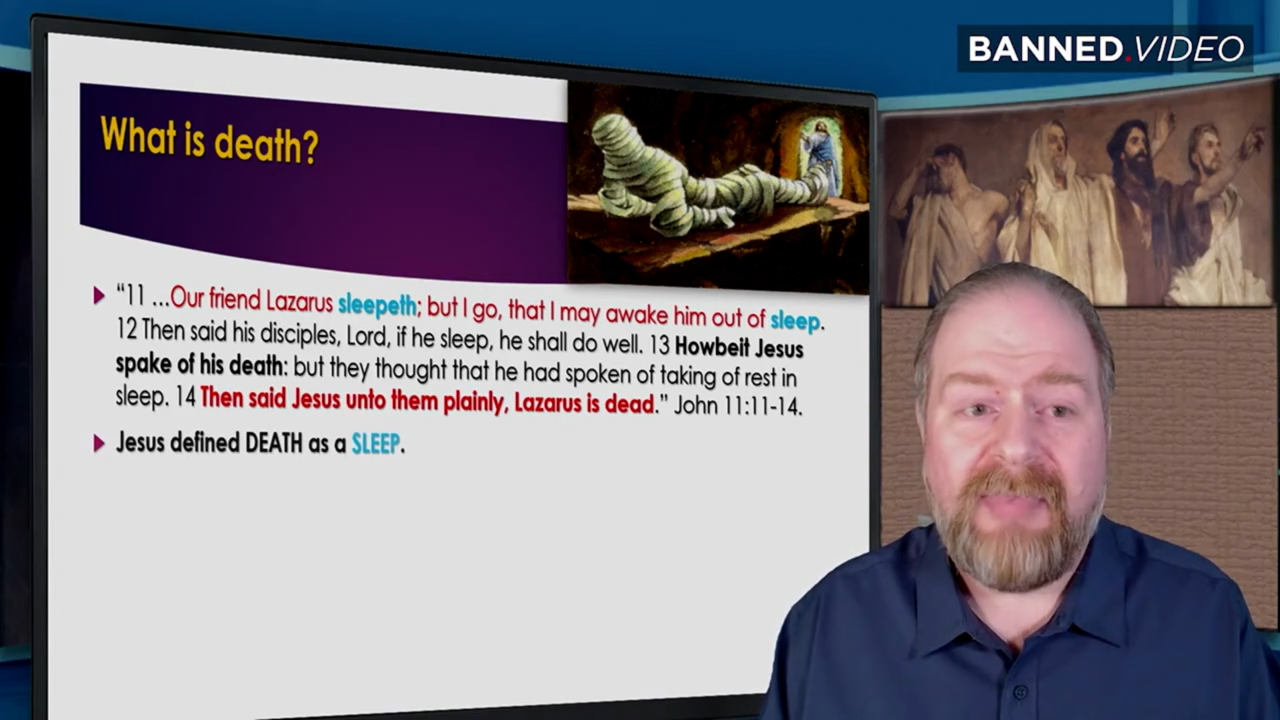 BANNED.VIDEO
What is death?
“11 ...Our friend Lazarus sleepeth; but I go, that I may awake him out of sleep.
12 Then said his disciples, Lord, if he sleep, he shall do well. 13 Howbeit Jesus
spake of his death: but they thought that he had spoken of taking of rest in
sleep. 14 Then said Jesus unto them plainly, Lazarus is dead.” John 11:11-14.
Jesus defined DEATH as a SLEEP.